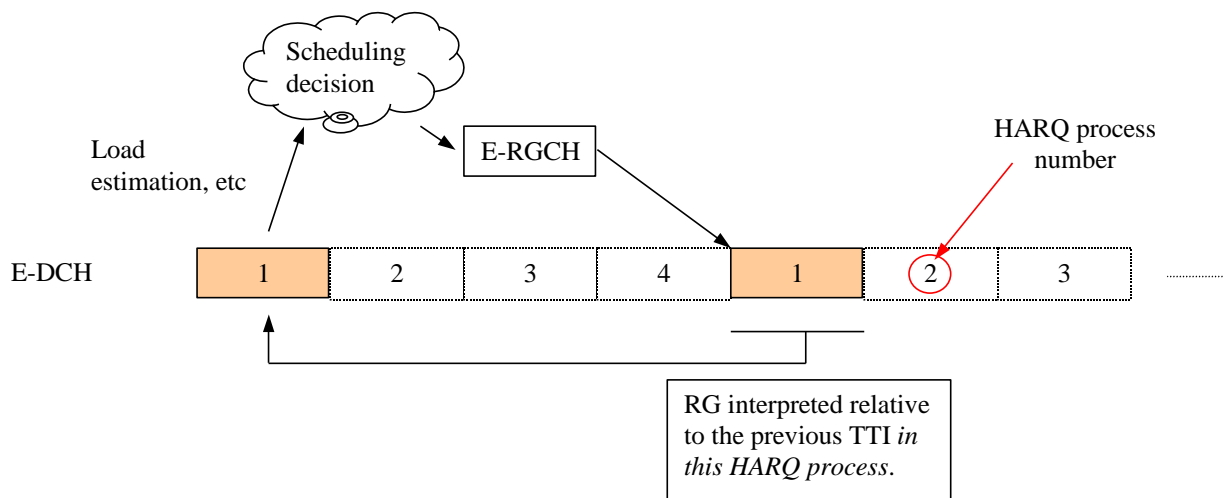 Scheduling
decision
Load
estimation, etc
E-RGCH
HARQ process
number
E-DCH
1 2 3 4 1 2 3
RG interpreted relative
to the previous TTI in
this HARQ process.